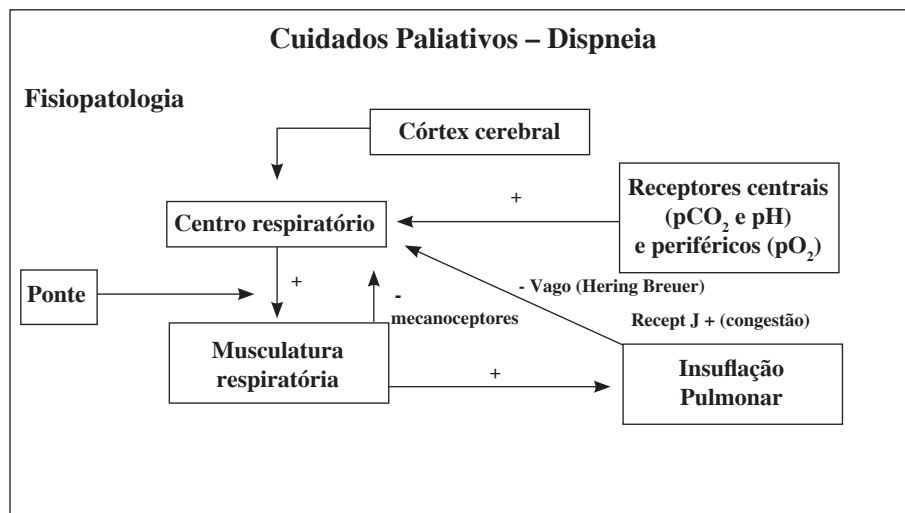 Cuidados Paliativos – Dispneia
Fisiopatologia
Córtex cerebral
Receptores centrais
(pCO₂ e pH)
e periféricos (pO₂)
+
Centro respiratório
+
Ponte
- Vago (Hering Breuer)
-
mecanoceptores
Recept J + (congestão)
Musculatura
respiratória
+
Insuflação
Pulmonar